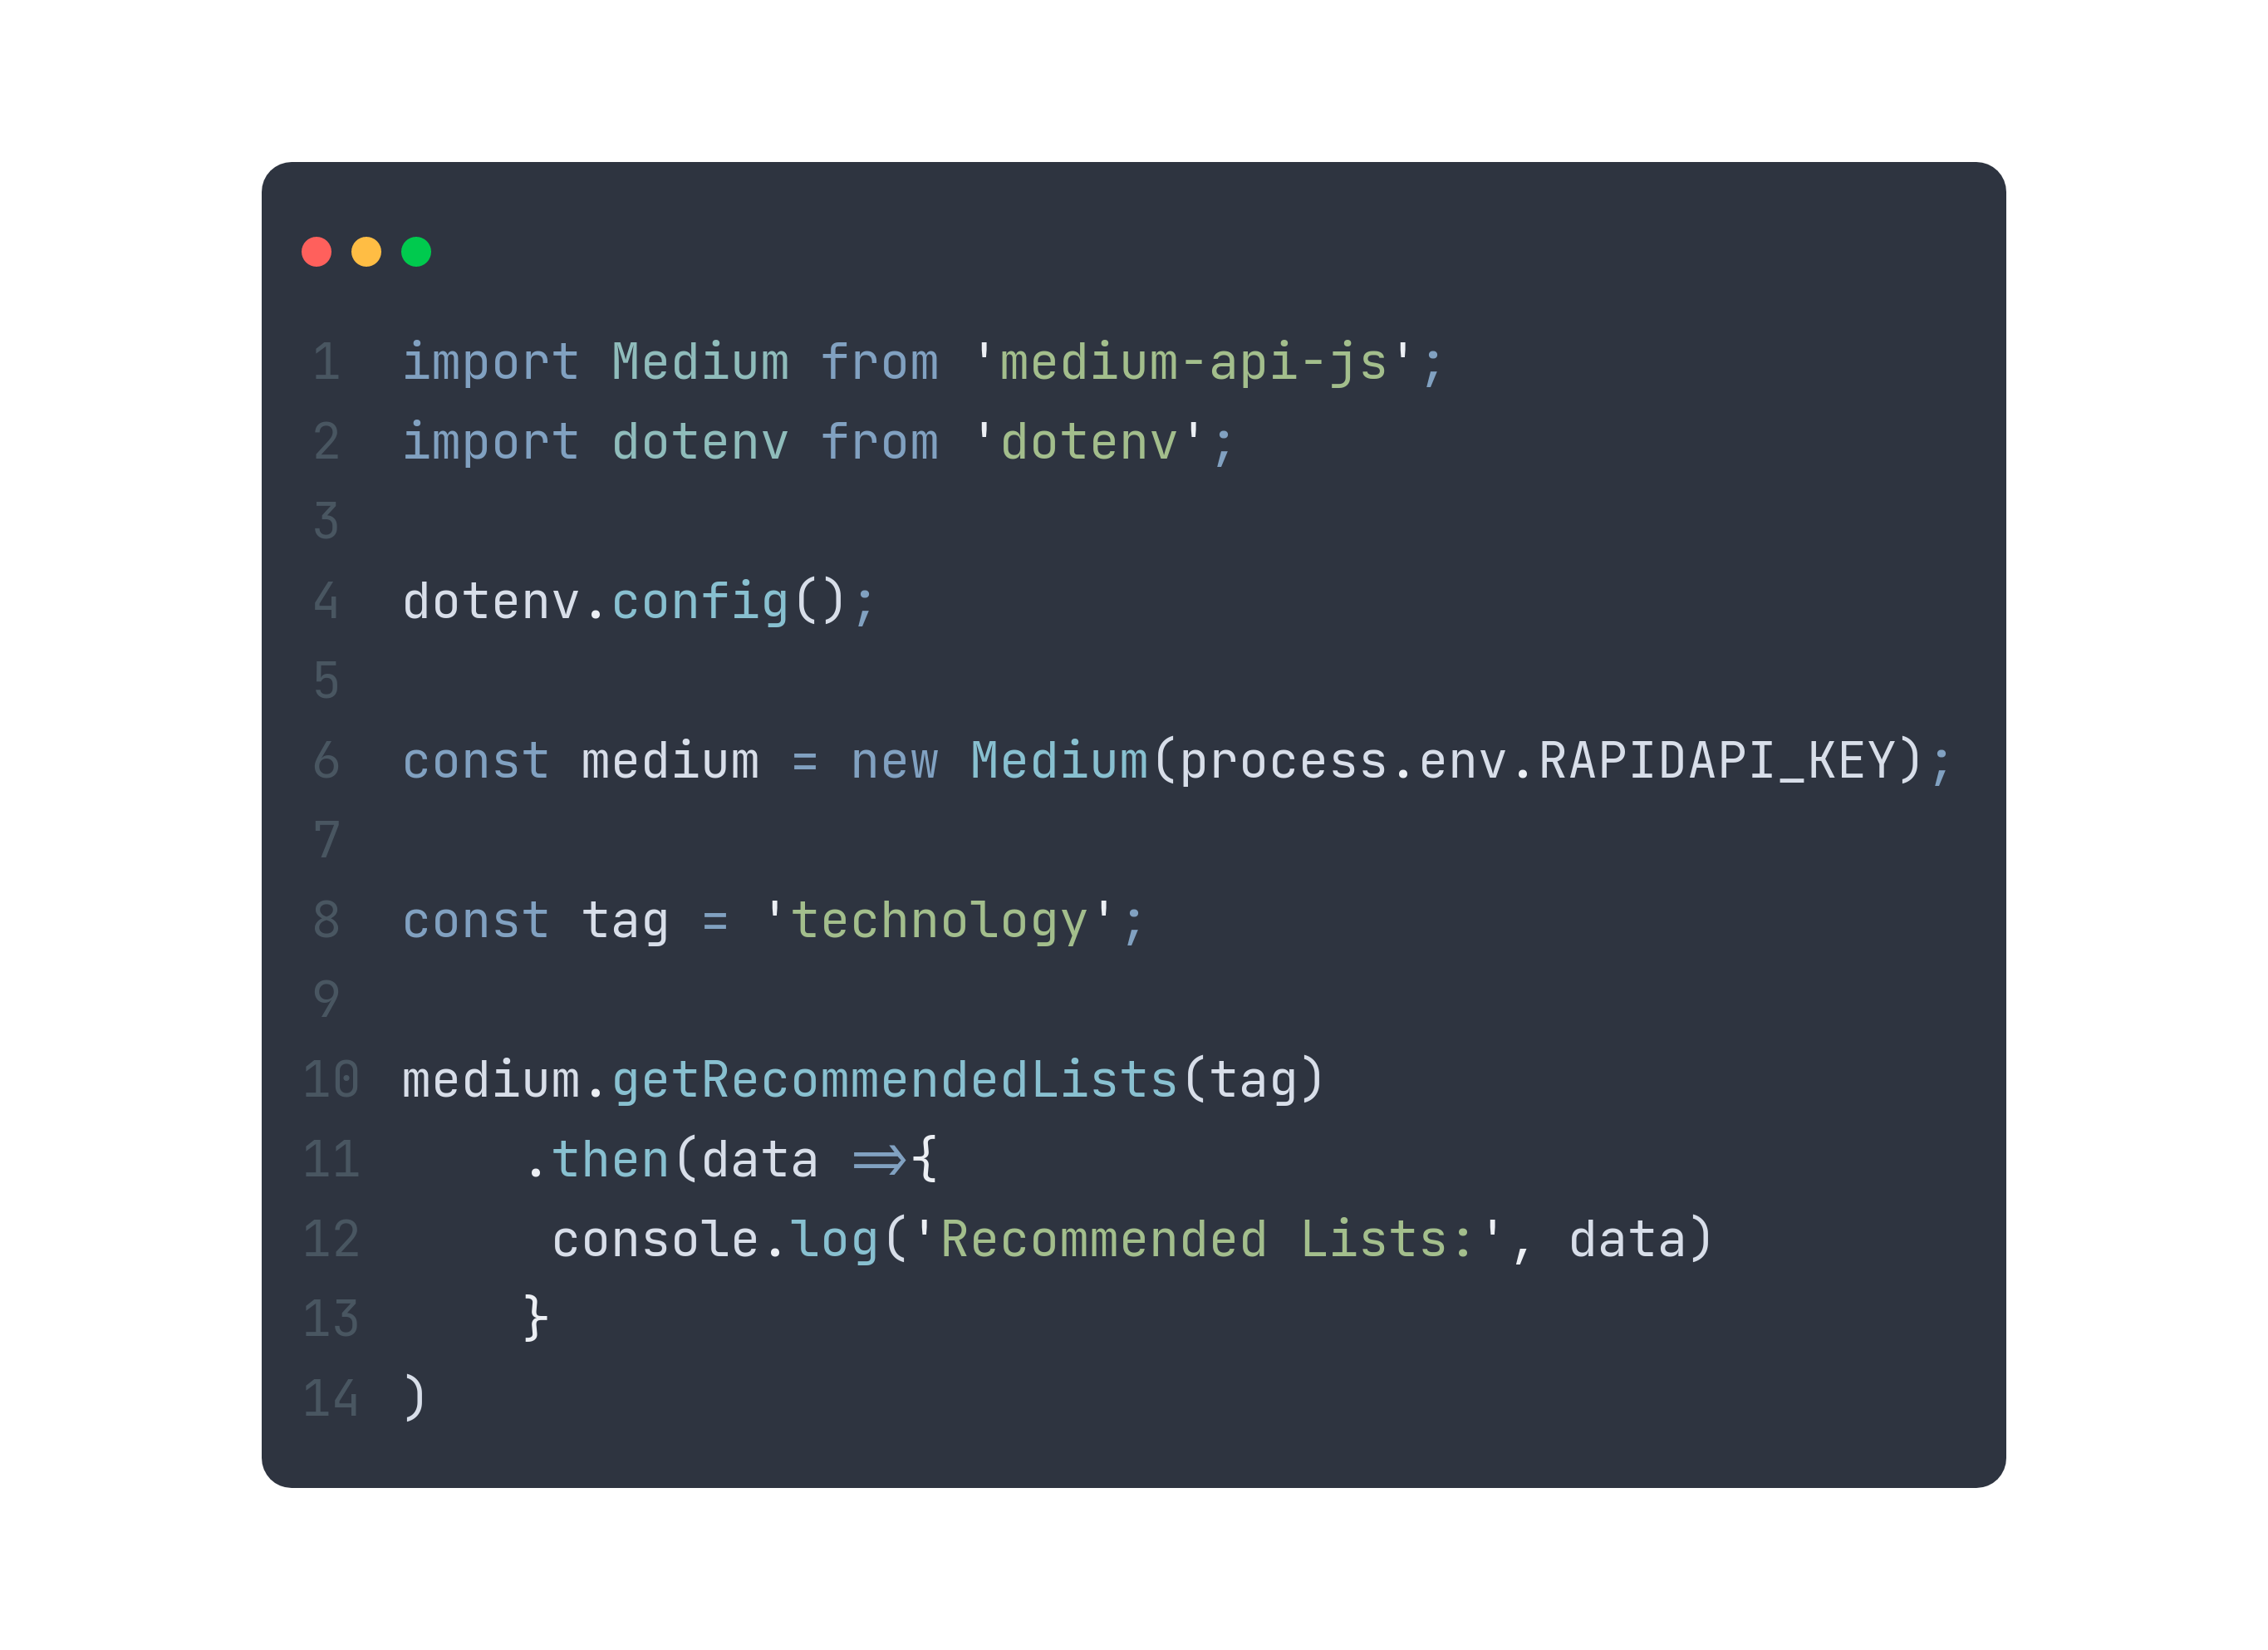 1 import Medium from 'medium-api-js';
2 import dotenv from 'dotenv';
3
4 dotenv.config();
5
6 const medium = new Medium(process.env.RAPIDAPI_KEY);
7
8 const tag = 'technology';
9
10 medium.getRecommendedLists(tag)
11     .then(data =>{
12      console.log('Recommended Lists:', data)
13     }
14 )